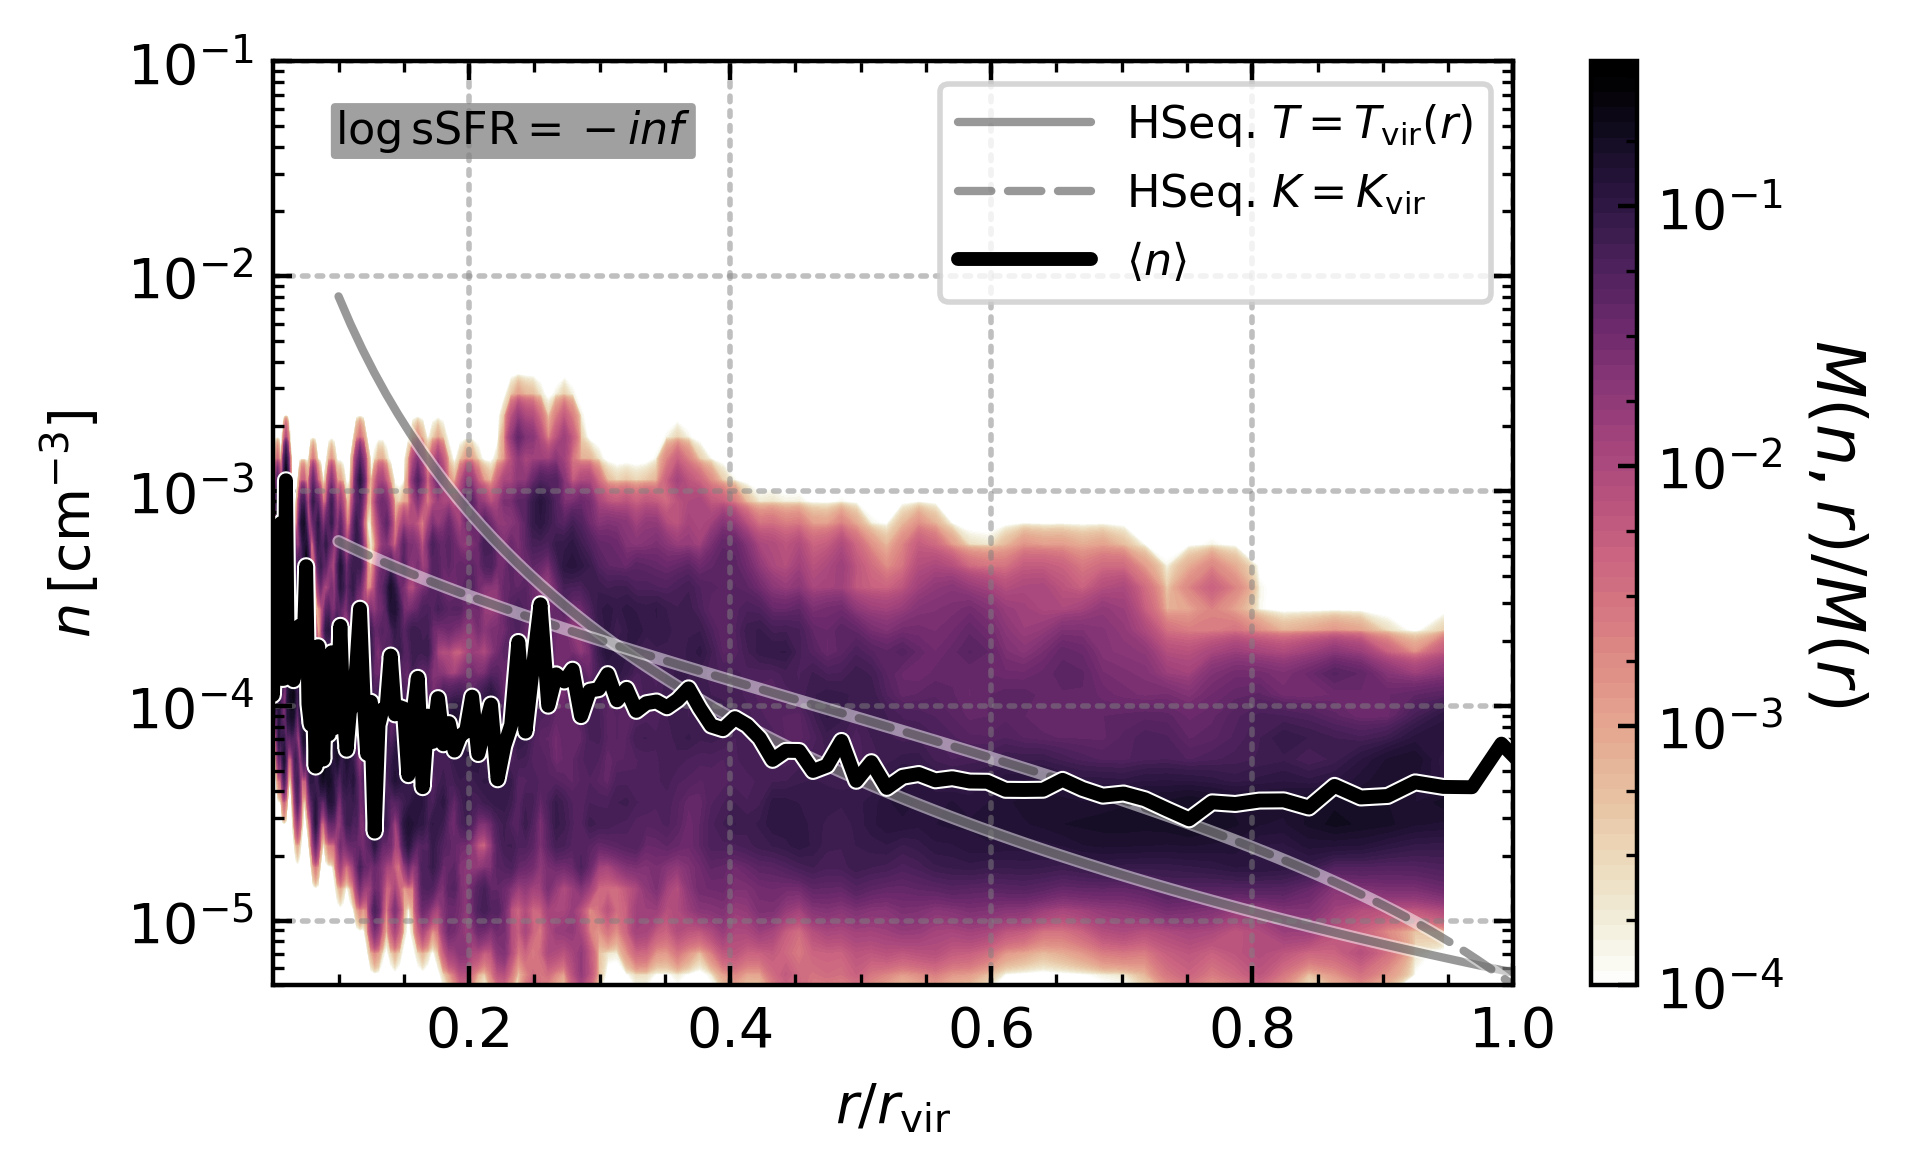 10⁻¹
10⁻²
10⁻³
10⁻⁴
10⁻⁵
n [cm⁻³]
log sSFR = −inf
HSeq. T = T_vir(r)
HSeq. K = K_vir
⟨n⟩
0.2 0.4 0.6 0.8 1.0
r/r_vir
10⁻¹
10⁻²
10⁻³
10⁻⁴
M(n, r)/M(r)